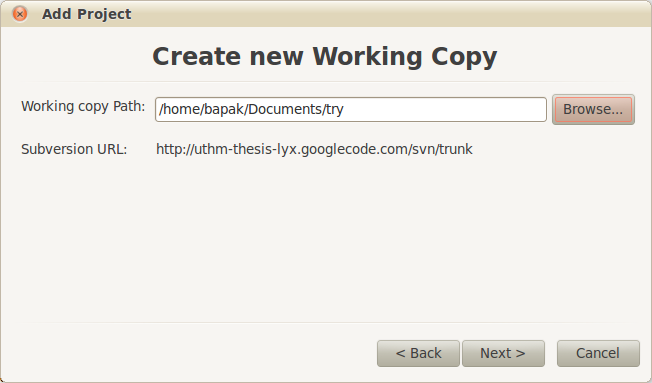 Add Project
Create new Working Copy
Working copy Path: /home/bapak/Documents/try Browse...
Subversion URL: http://uthm-thesis-lyx.googlecode.com/svn/trunk
< Back Next > Cancel